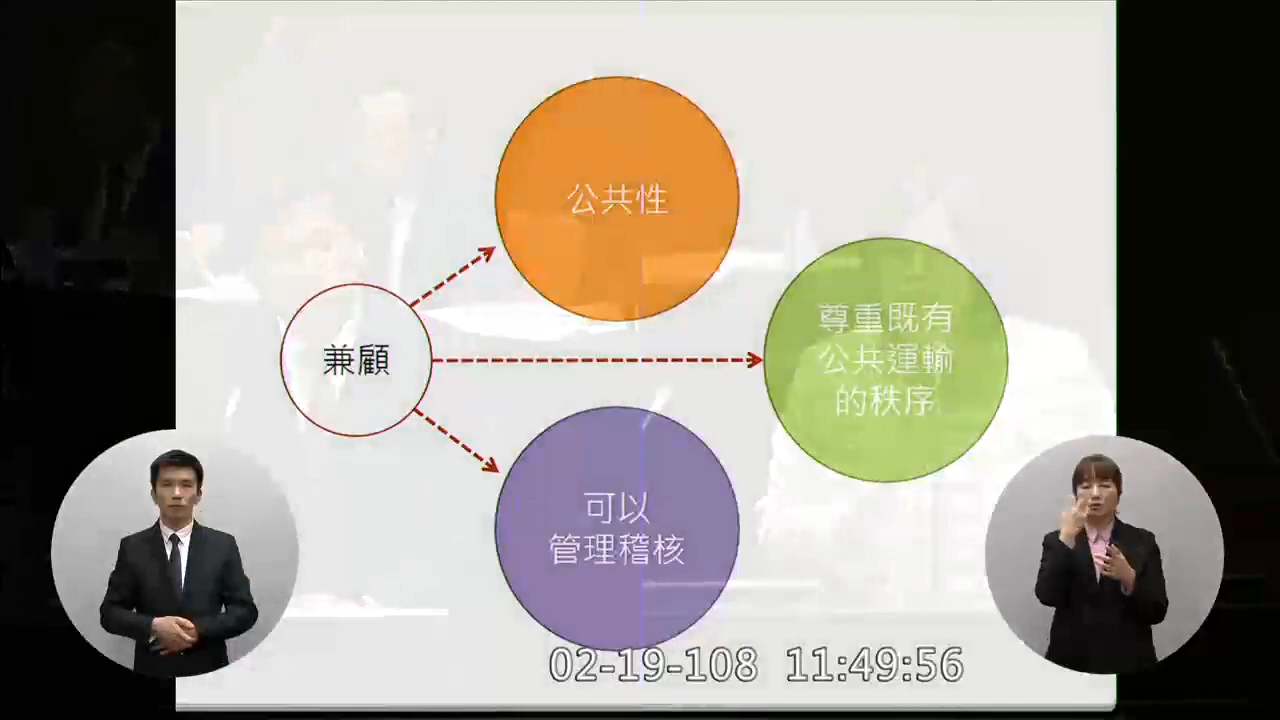 公共性
兼顧
尊重既有
公共運輸
的秩序
可以
管理稽核
02-19-108 11:49:56